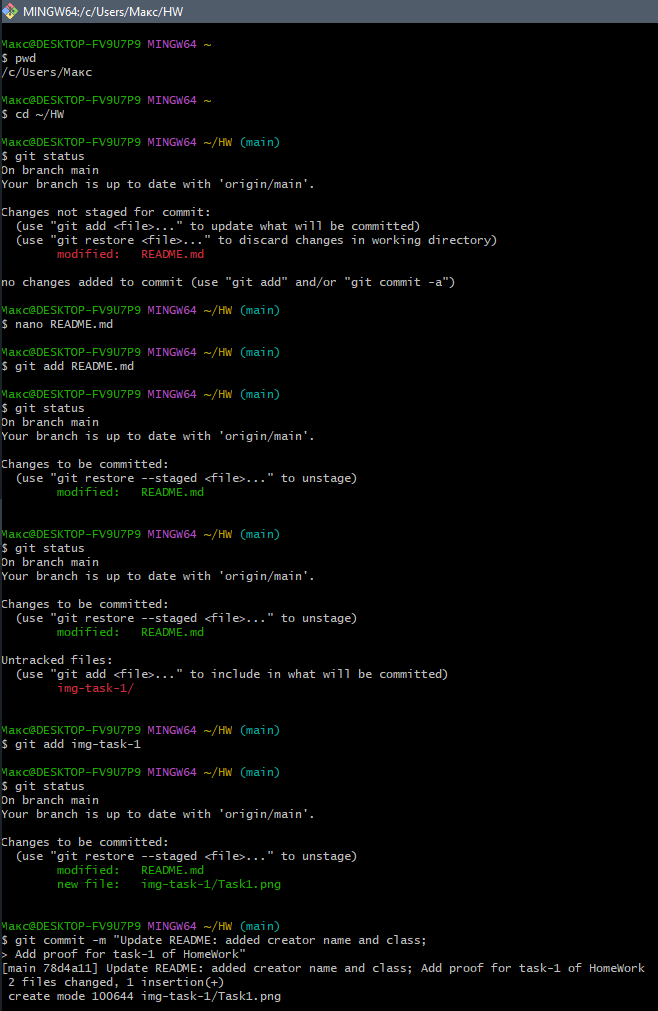 MINGW64:/c/Users/Макс/HW
Макс@DESKTOP-FV9U7P9 MINGW64 ~
$ pwd
/c/Users/Макс
Макс@DESKTOP-FV9U7P9 MINGW64 ~
$ cd ~/HW
Макс@DESKTOP-FV9U7P9 MINGW64 ~/HW (main)
$ git status
On branch main
Your branch is up to date with 'origin/main'.
Changes not staged for commit:
  (use "git add <file>..." to update what will be committed)
  (use "git restore <file>..." to discard changes in working directory)
        modified:   README.md
no changes added to commit (use "git add" and/or "git commit -a")
Макс@DESKTOP-FV9U7P9 MINGW64 ~/HW (main)
$ nano README.md
Макс@DESKTOP-FV9U7P9 MINGW64 ~/HW (main)
$ git add README.md
Макс@DESKTOP-FV9U7P9 MINGW64 ~/HW (main)
$ git status
On branch main
Your branch is up to date with 'origin/main'.
Changes to be committed:
  (use "git restore --staged <file>..." to unstage)
        modified:   README.md
Макс@DESKTOP-FV9U7P9 MINGW64 ~/HW (main)
$ git status
On branch main
Your branch is up to date with 'origin/main'.
Changes to be committed:
  (use "git restore --staged <file>..." to unstage)
        modified:   README.md
Untracked files:
  (use "git add <file>..." to include in what will be committed)
        img-task-1/
Макс@DESKTOP-FV9U7P9 MINGW64 ~/HW (main)
$ git add img-task-1
Макс@DESKTOP-FV9U7P9 MINGW64 ~/HW (main)
$ git status
On branch main
Your branch is up to date with 'origin/main'.
Changes to be committed:
  (use "git restore --staged <file>..." to unstage)
        modified:   README.md
        new file:   img-task-1/Task1.png
Макс@DESKTOP-FV9U7P9 MINGW64 ~/HW (main)
$ git commit -m "Update README: added creator name and class;
> Add proof for task-1 of HomeWork"
[main 78d4a11] Update README: added creator name and class; Add proof for task-1 of HomeWork
 2 files changed, 1 insertion(+)
 create mode 100644 img-task-1/Task1.png